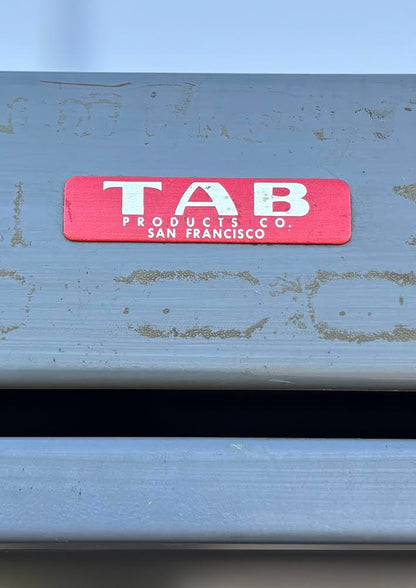 TAB
PRODUCTS CO.
SAN FRANCISCO